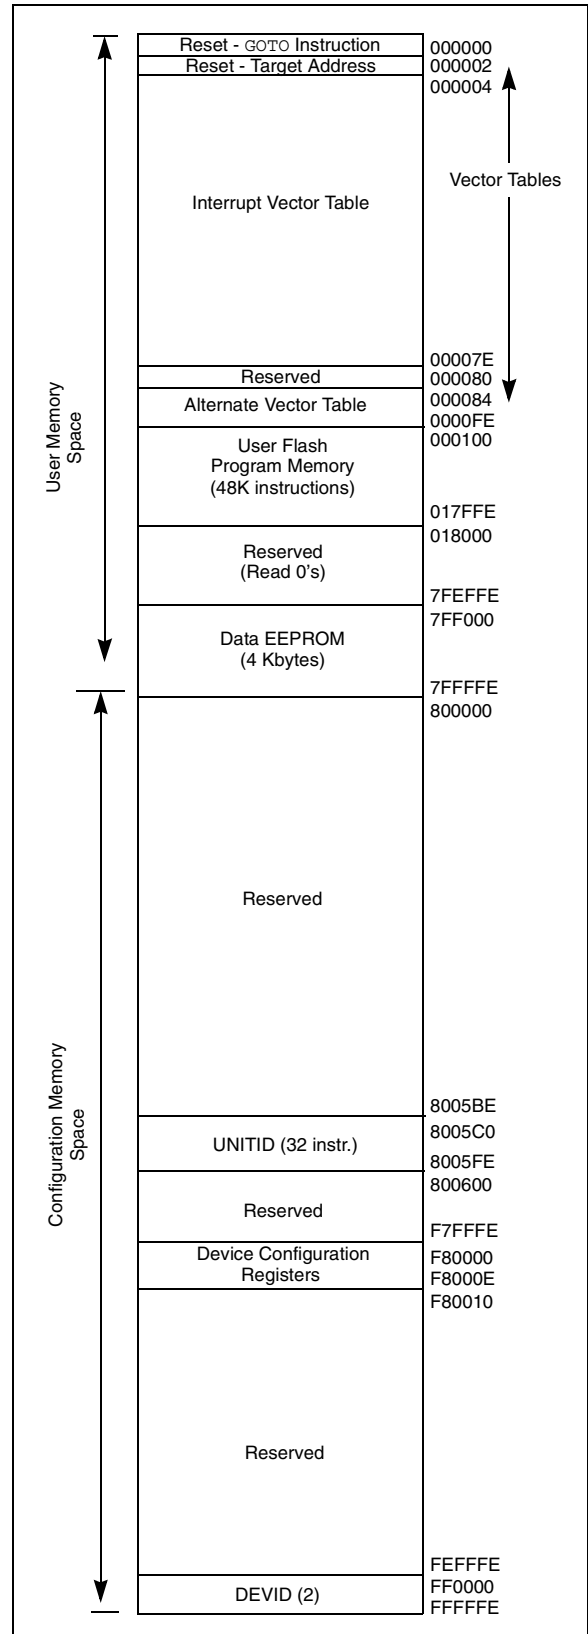 Reset - GOTO Instruction
000000
Reset - Target Address
000002
000004
Vector Tables
Interrupt Vector Table
00007E
Reserved
000080
Alternate Vector Table
000084
0000FE
User Memory
Space
User Flash
Program Memory
(48K instructions)
000100
017FFE
018000
Reserved
(Read 0's)
7FEFFE
7FF000
Data EEPROM
(4 Kbytes)
7FFFFE
800000
Reserved
Configuration Memory
Space
8005BE
8005C0
UNITID (32 instr.)
8005FE
800600
Reserved
F7FFFE
Device Configuration
Registers
F80000
F8000E
F80010
Reserved
FEFFFE
FF0000
DEVID (2)
FFFFFE